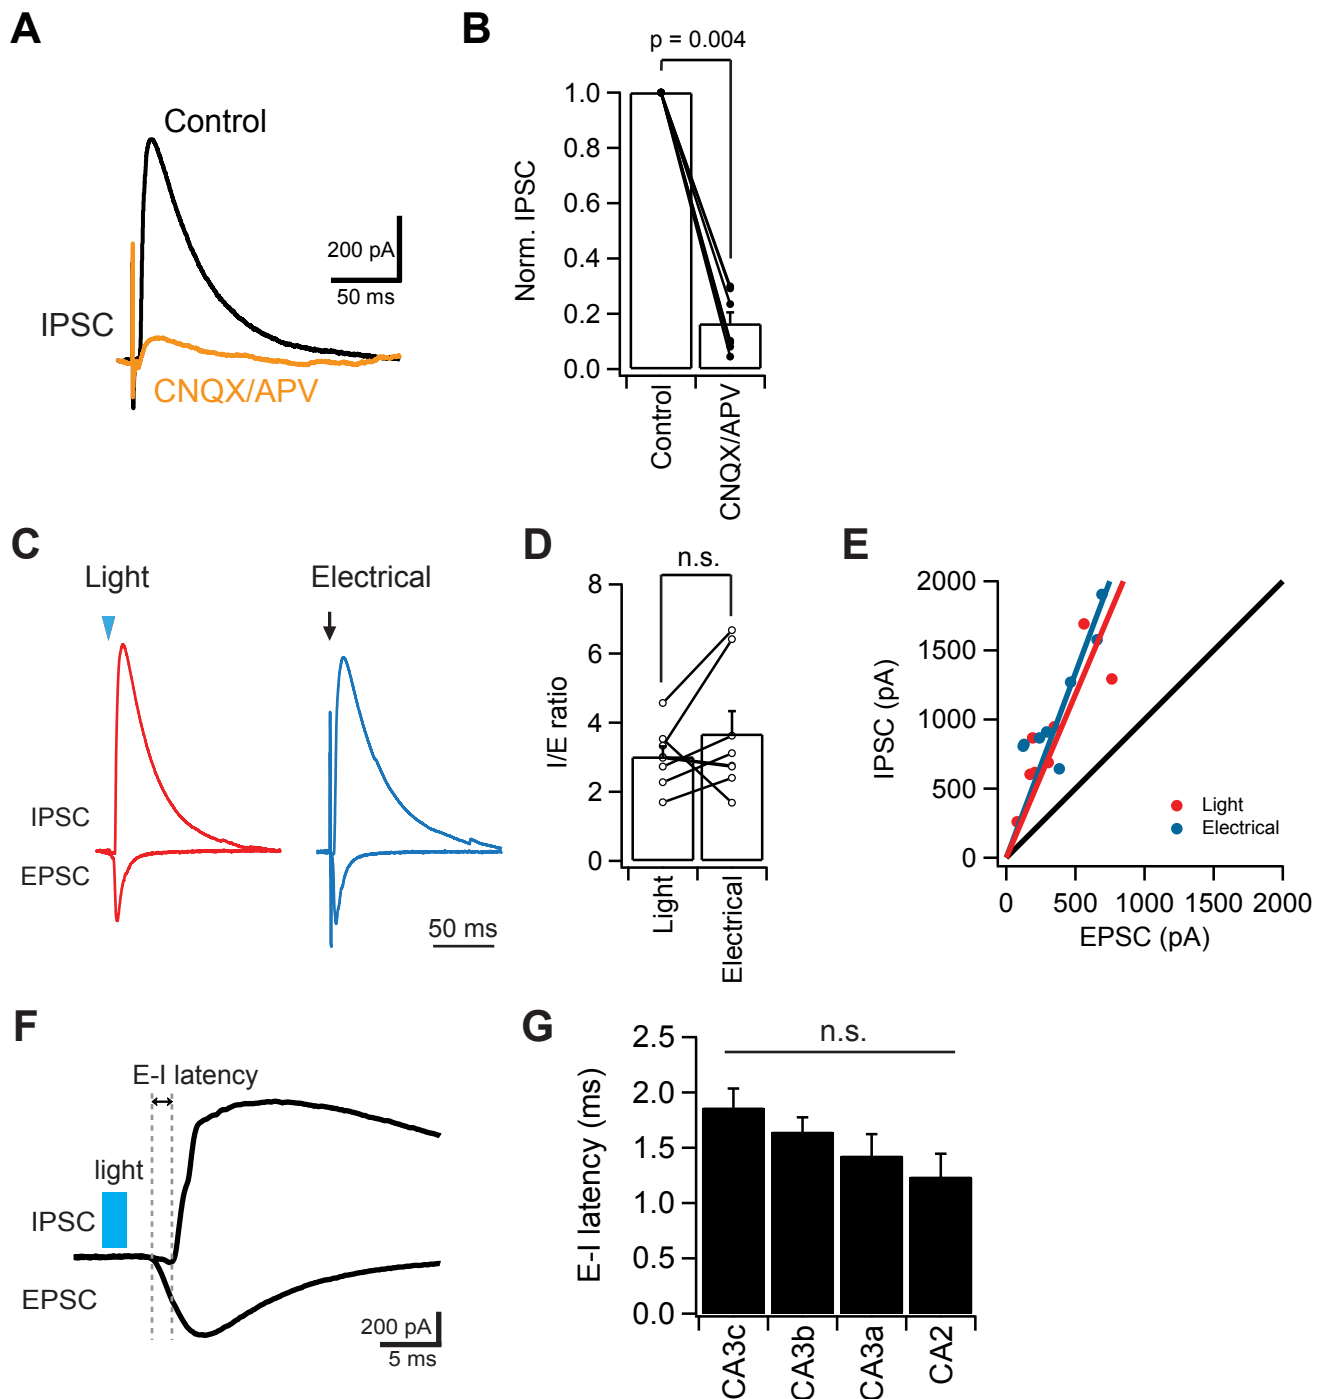 A
Control
200 pA
50 ms
IPSC
CNQX/APV
B
p = 0.004
Norm. IPSC
1.0
0.8
0.6
0.4
0.2
0.0
Control
CNQX/APV
C
Light
Electrical
IPSC
EPSC
50 ms
D
n.s.
I/E ratio
8
6
4
2
0
Light
Electrical
E
IPSC (pA)
2000
1500
1000
500
0
Light
Electrical
0 500 1000 1500 2000
EPSC (pA)
F
E-I latency
light
IPSC
EPSC
200 pA
5 ms
G
n.s.
E-I latency (ms)
2.5
2.0
1.5
1.0
0.5
0.0
CA3c
CA3b
CA3a
CA2